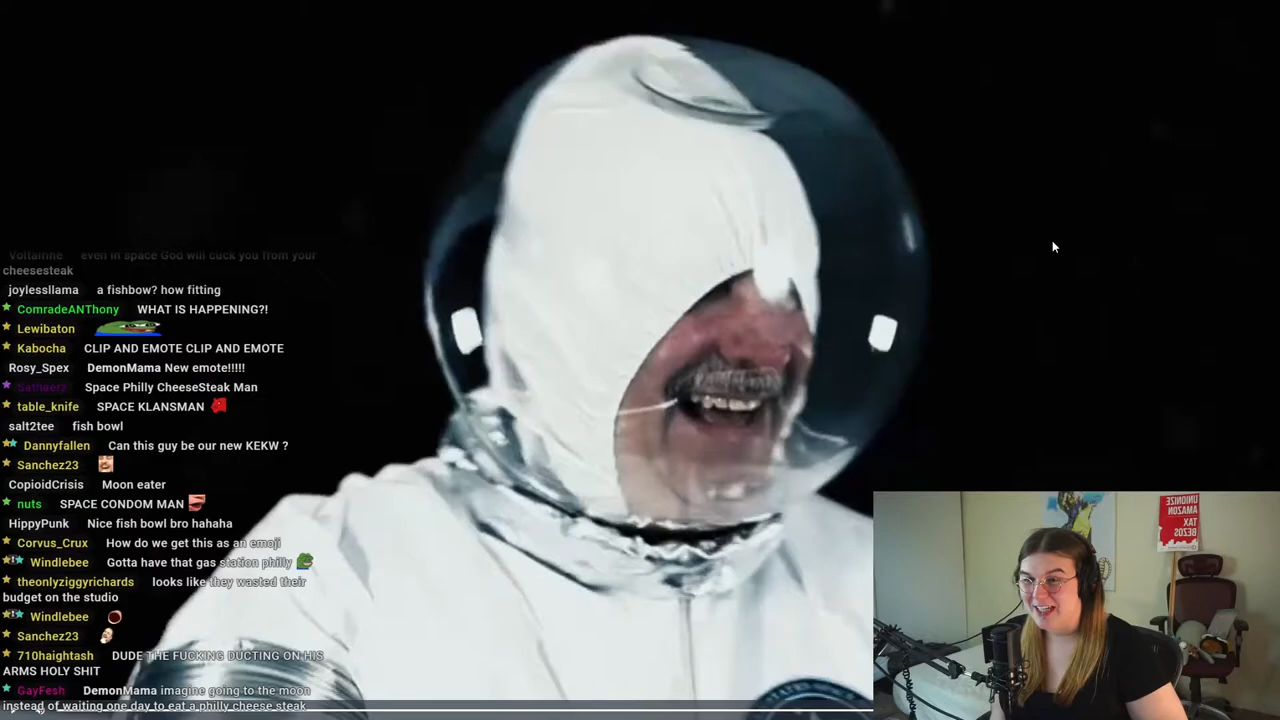 Voltairine even in space God will cuck you from your
cheesesteak
joylessllama a fishbow? how fitting
ComradeANThony WHAT IS HAPPENING?!
Lewibaton
Kabocha CLIP AND EMOTE CLIP AND EMOTE
Rosy_Spex DemonMama New emote!!!!!
Space Philly CheeseSteak Man
table_knife SPACE KLANSMAN
salt2tee fish bowl
Dannyfallen Can this guy be our new KEKW ?
Sanchez23
CopioidCrisis Moon eater
nuts SPACE CONDOM MAN
HippyPunk Nice fish bowl bro hahaha
Corvus_Crux How do we get this as an emoji
Windlebee Gotta have that gas station philly
theonlyziggyrichards looks like they wasted their
budget on the studio
Windlebee
Sanchez23
710haightash DUDE THE FUCKING DUCTING ON HIS
ARMS HOLY SHIT
GayFesh DemonMama imagine going to the moon
instead of waiting one day to eat a philly cheese steak
UNIONIZE
AMAZON
TAX
BEZOS